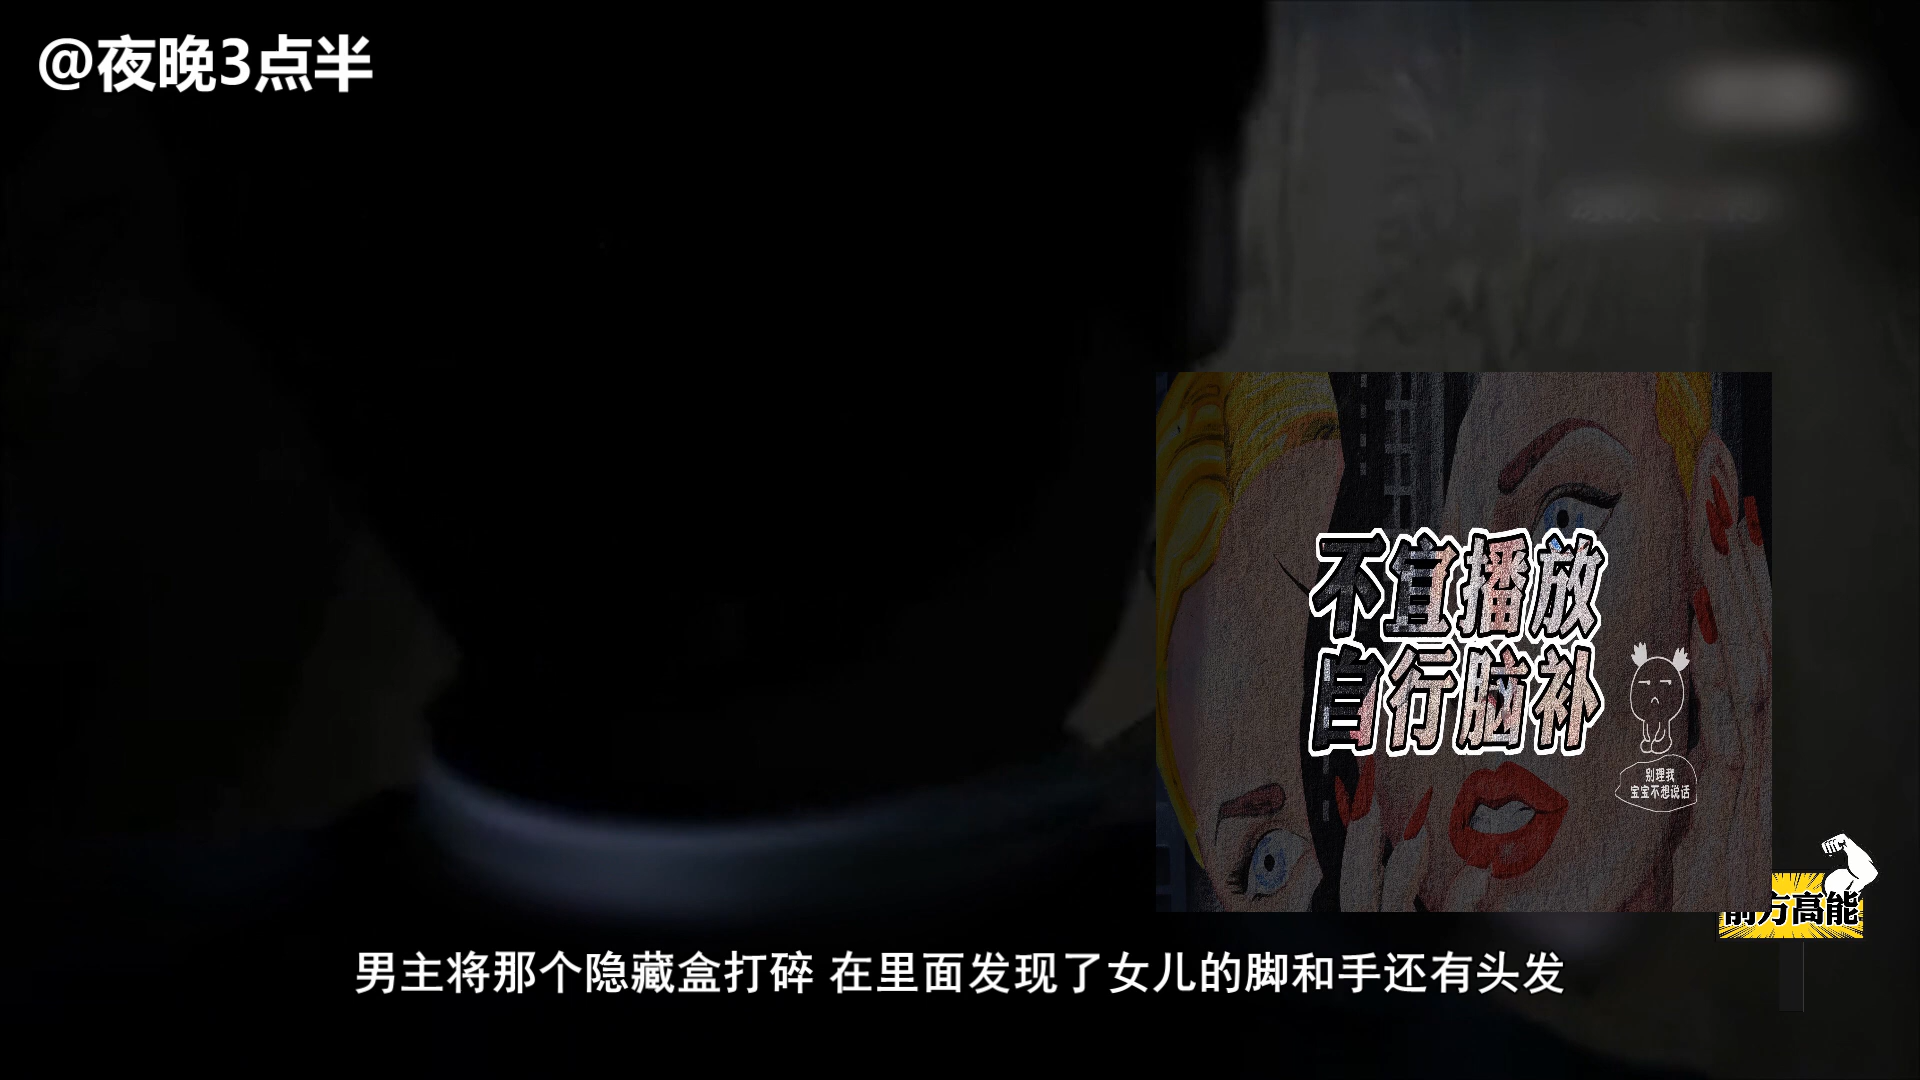 @夜晚3点半
不宜播放
自行脑补
别理我
宝宝不想说话
前方高能
男主将那个隐藏盒打碎 在里面发现了女儿的脚和手还有头发